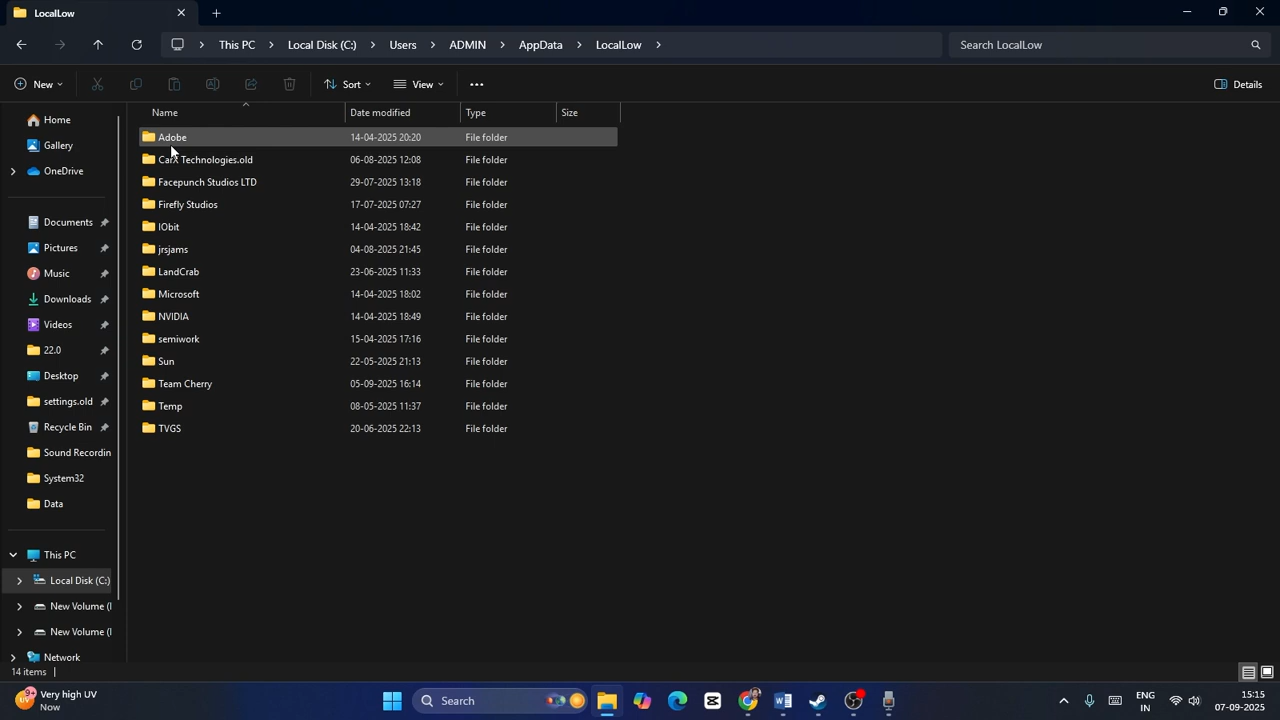 LocalLow
This PC Local Disk (C:) Users ADMIN AppData LocalLow
Search LocalLow
New Sort View Details
Name Date modified Type Size
Home
Gallery
OneDrive
Documents
Pictures
Music
Downloads
Videos
22.0
Desktop
settings.old
Recycle Bin
Sound Recordin
System32
Data
This PC
Local Disk (C:)
New Volume (
New Volume (
Network
Adobe 14-04-2025 20:20 File folder
CarX Technologies.old 06-08-2025 12:08 File folder
Facepunch Studios LTD 29-07-2025 13:18 File folder
Firefly Studios 17-07-2025 07:27 File folder
IObit 14-04-2025 18:42 File folder
jrsjams 04-08-2025 21:45 File folder
LandCrab 23-06-2025 11:33 File folder
Microsoft 14-04-2025 18:02 File folder
NVIDIA 14-04-2025 18:49 File folder
semiwork 15-04-2025 17:16 File folder
Sun 22-05-2025 21:13 File folder
Team Cherry 05-09-2025 16:14 File folder
Temp 08-05-2025 11:37 File folder
TVGS 20-06-2025 22:13 File folder
14 items
9+
Very high UV
Now
Search
ENG
IN
15:15
07-09-2025